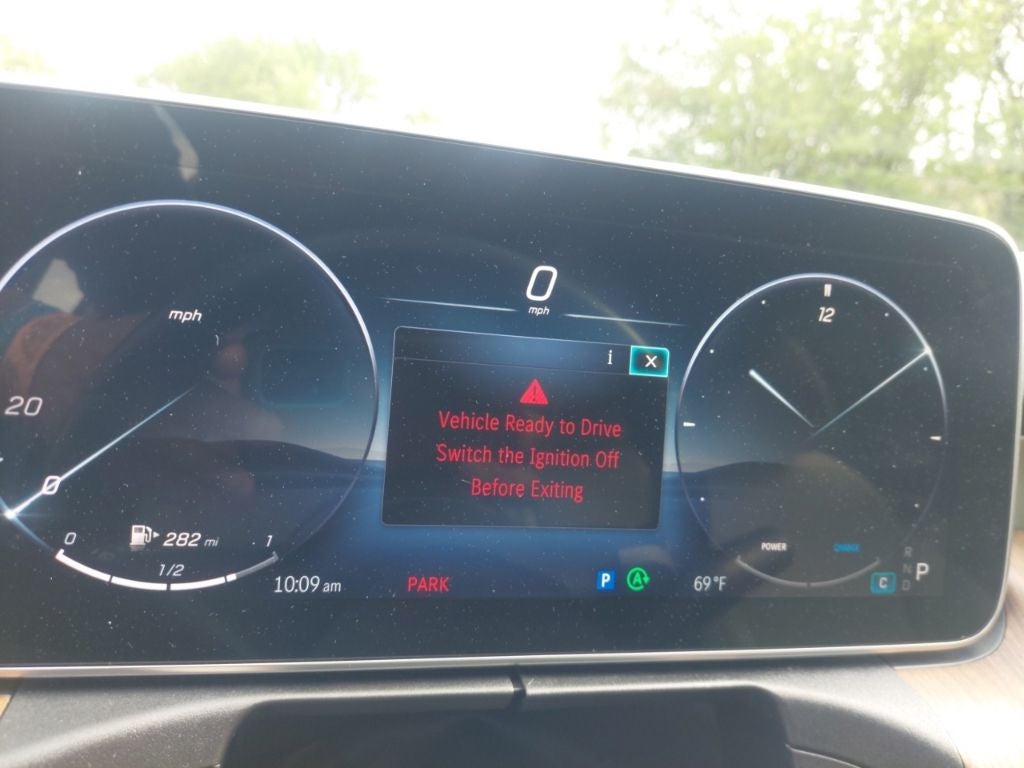 0
mph
mph
20
0
i X
Vehicle Ready to Drive
Switch the Ignition Off
Before Exiting
12
0 282 mi 1
1/2
POWER CHARGE
10:09 am PARK P A 69°F C
R
N
D
P